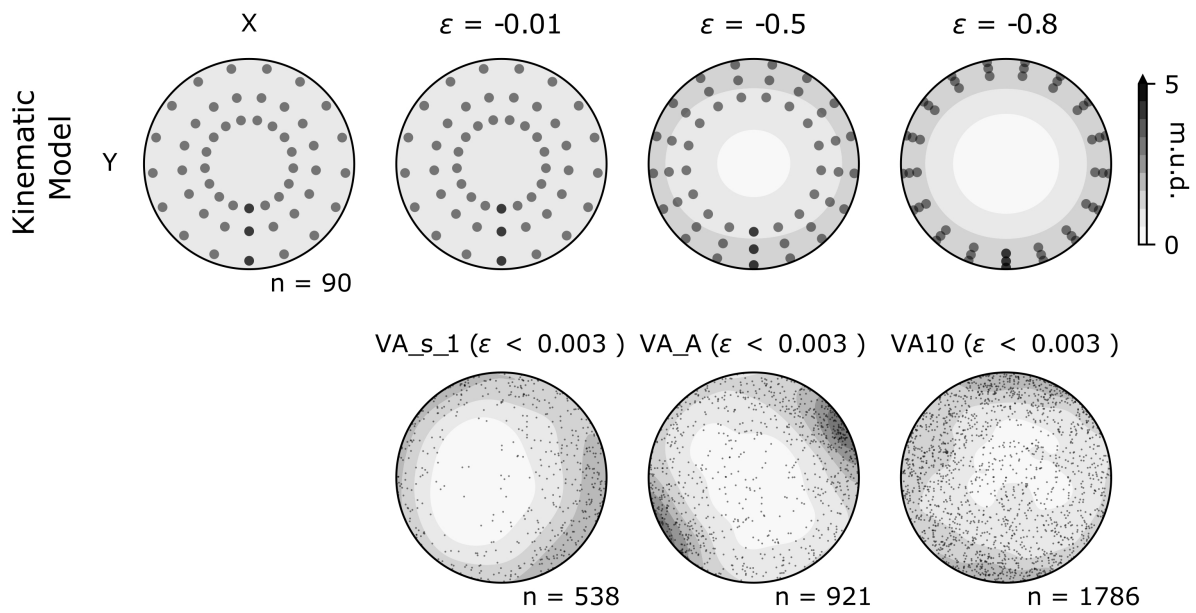 X
ε = -0.01
ε = -0.5
ε = -0.8
Kinematic
Model
Y
5
m.u.d.
0
n = 90
VA_s_1 (ε < 0.003 )
VA_A (ε < 0.003 )
VA10 (ε < 0.003 )
n = 538
n = 921
n = 1786